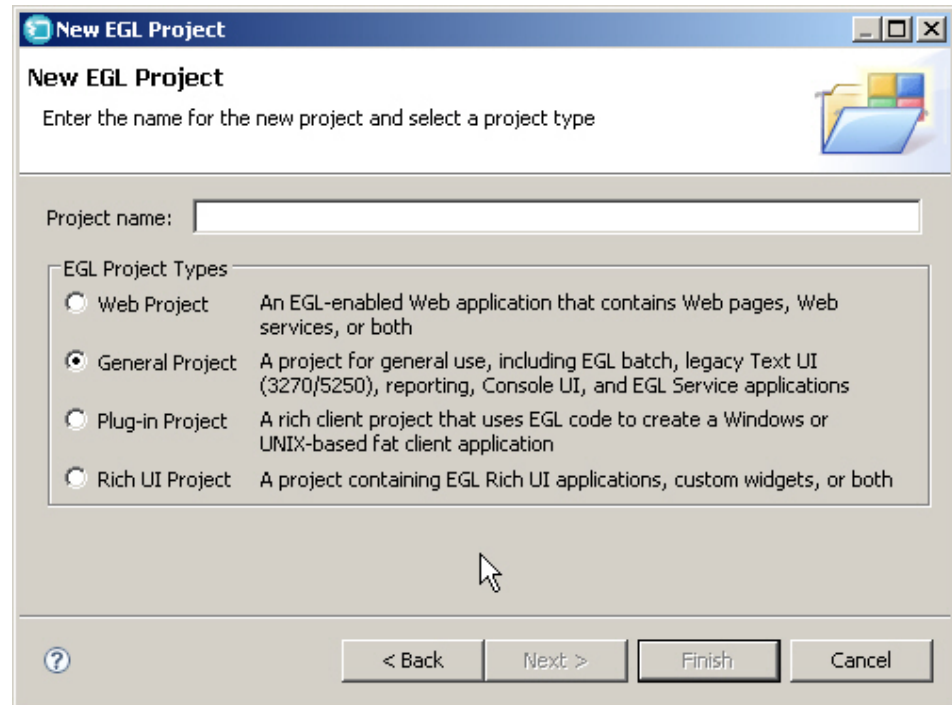 New EGL Project
New EGL Project
Enter the name for the new project and select a project type
Project name:
EGL Project Types
Web Project An EGL-enabled Web application that contains Web pages, Web
services, or both
General Project A project for general use, including EGL batch, legacy Text UI
(3270/5250), reporting, Console UI, and EGL Service applications
Plug-in Project A rich client project that uses EGL code to create a Windows or
UNIX-based fat client application
Rich UI Project A project containing EGL Rich UI applications, custom widgets, or both
? < Back Next > Finish Cancel